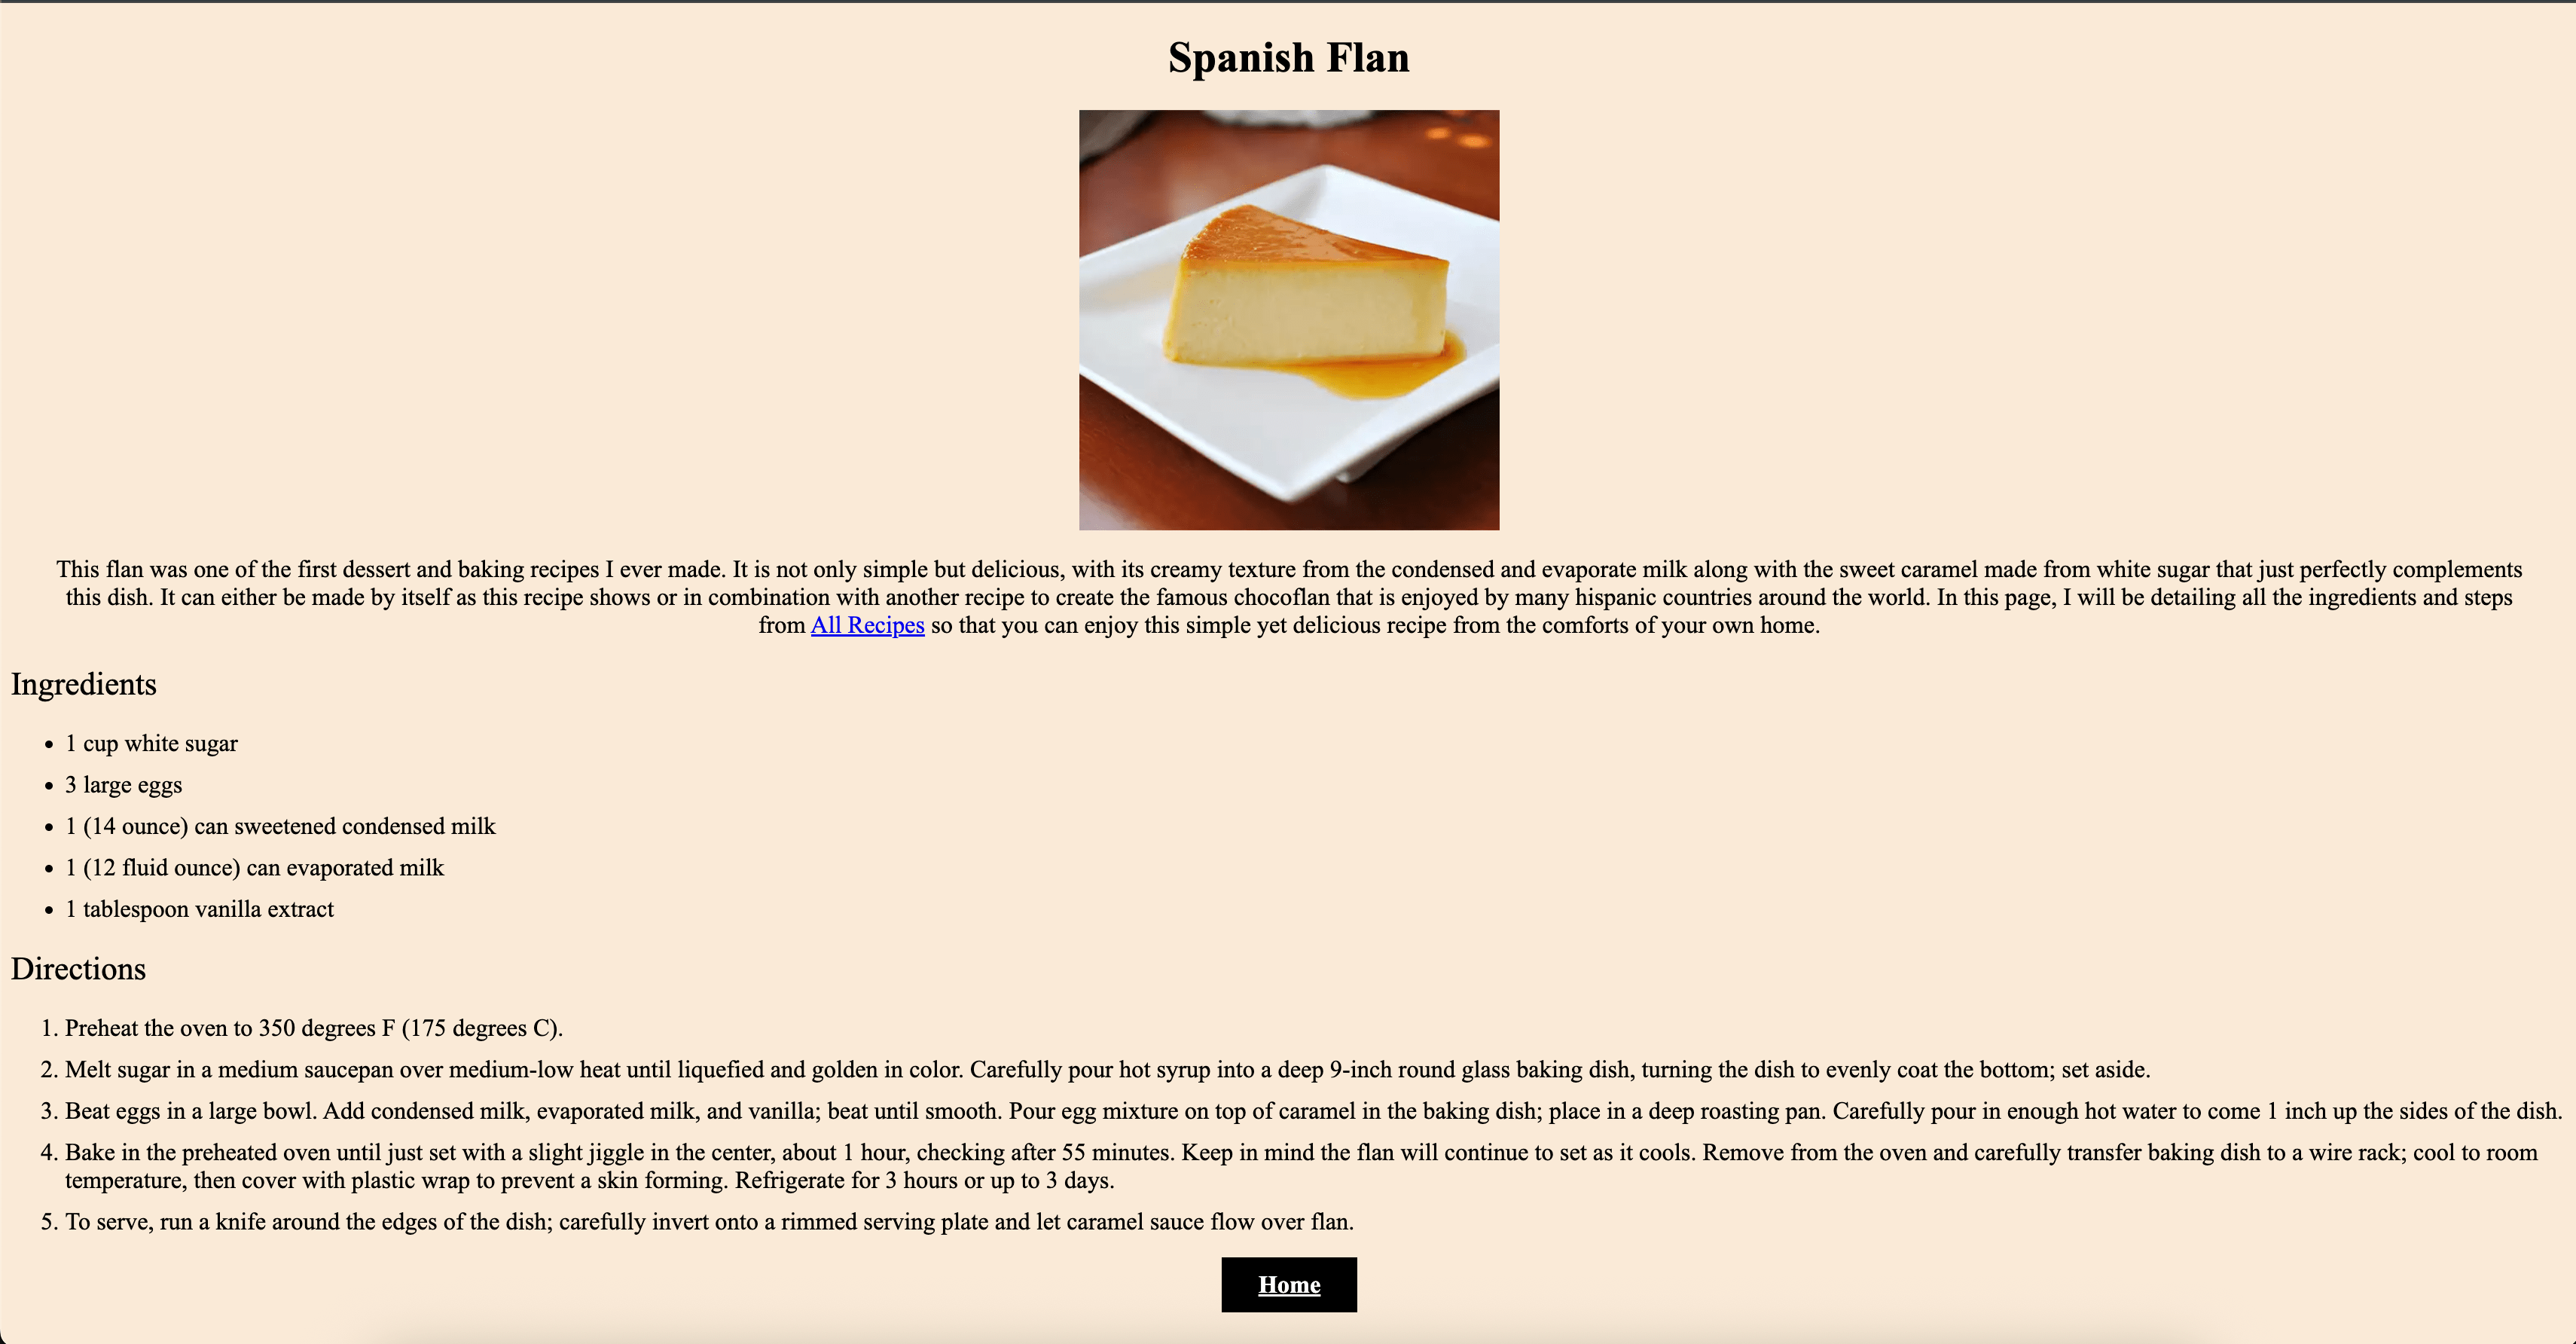 Spanish Flan
This flan was one of the first dessert and baking recipes I ever made. It is not only simple but delicious, with its creamy texture from the condensed and evaporate milk along with the sweet caramel made from white sugar that just perfectly complements
this dish. It can either be made by itself as this recipe shows or in combination with another recipe to create the famous chocoflan that is enjoyed by many hispanic countries around the world. In this page, I will be detailing all the ingredients and steps
from All Recipes so that you can enjoy this simple yet delicious recipe from the comforts of your own home.
Ingredients
• 1 cup white sugar
• 3 large eggs
• 1 (14 ounce) can sweetened condensed milk
• 1 (12 fluid ounce) can evaporated milk
• 1 tablespoon vanilla extract
Directions
1. Preheat the oven to 350 degrees F (175 degrees C).
2. Melt sugar in a medium saucepan over medium-low heat until liquefied and golden in color. Carefully pour hot syrup into a deep 9-inch round glass baking dish, turning the dish to evenly coat the bottom; set aside.
3. Beat eggs in a large bowl. Add condensed milk, evaporated milk, and vanilla; beat until smooth. Pour egg mixture on top of caramel in the baking dish; place in a deep roasting pan. Carefully pour in enough hot water to come 1 inch up the sides of the dish.
4. Bake in the preheated oven until just set with a slight jiggle in the center, about 1 hour, checking after 55 minutes. Keep in mind the flan will continue to set as it cools. Remove from the oven and carefully transfer baking dish to a wire rack; cool to room
temperature, then cover with plastic wrap to prevent a skin forming. Refrigerate for 3 hours or up to 3 days.
5. To serve, run a knife around the edges of the dish; carefully invert onto a rimmed serving plate and let caramel sauce flow over flan.
Home